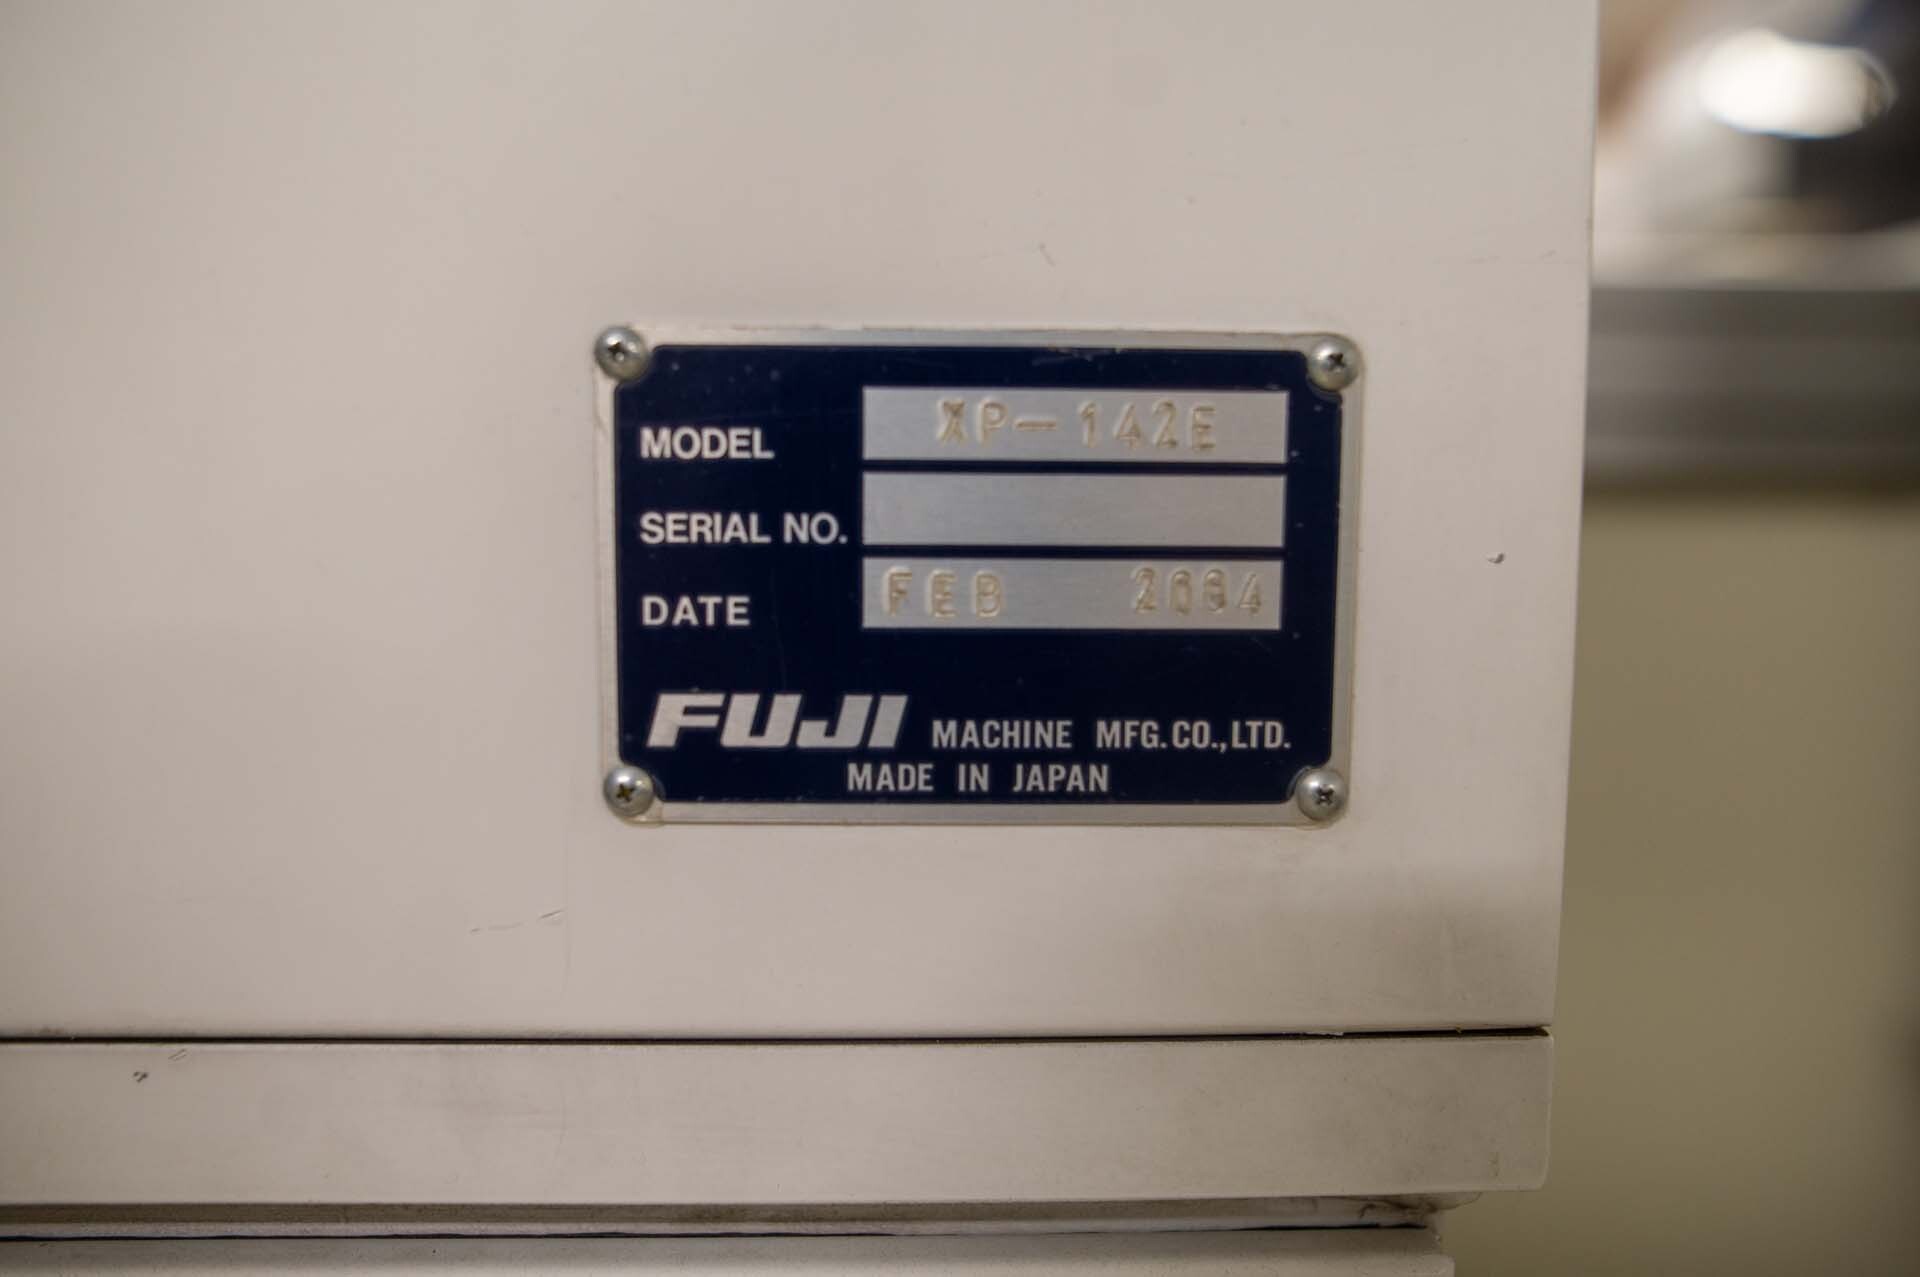 MODEL XP-142E
SERIAL NO.
DATE FEB 2004
FUJI MACHINE MFG. CO., LTD.
MADE IN JAPAN